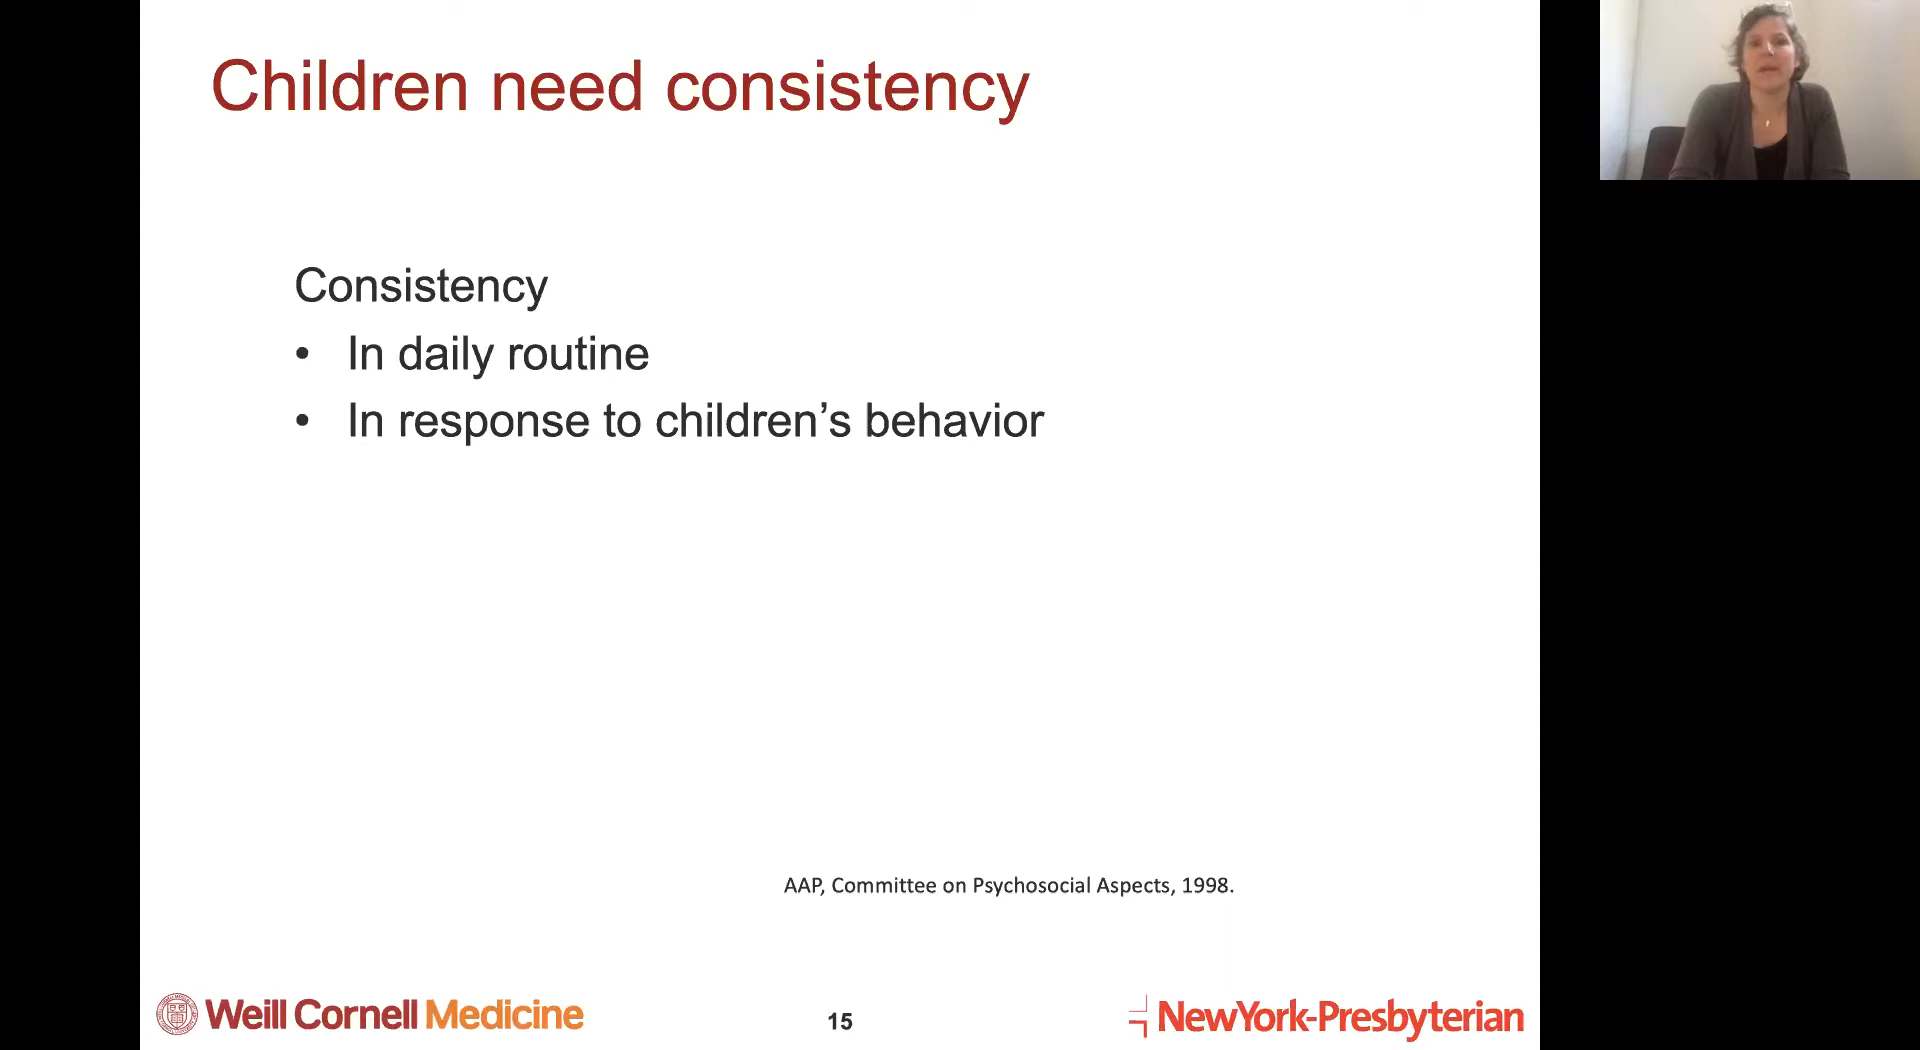 Children need consistency
Consistency
• In daily routine
• In response to children’s behavior
AAP, Committee on Psychosocial Aspects, 1998.
Weill Cornell Medicine
15
NewYork-Presbyterian